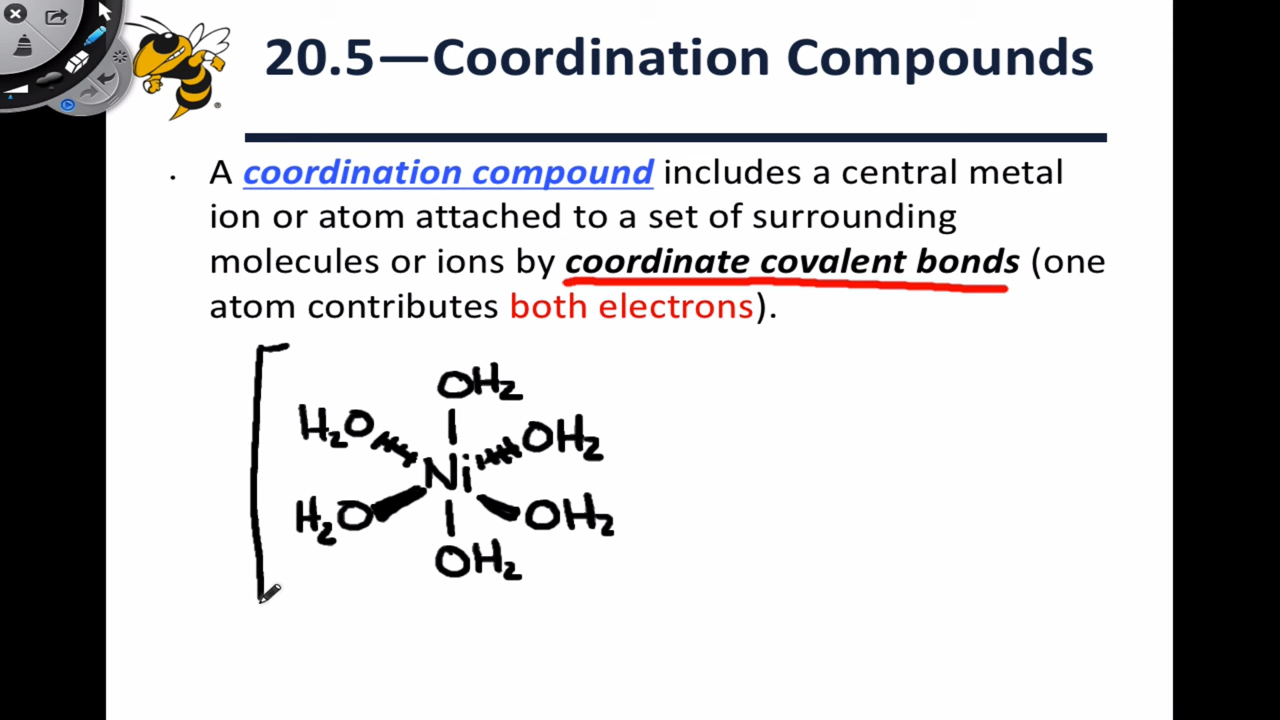 20.5—Coordination Compounds
· A coordination compound includes a central metal
ion or atom attached to a set of surrounding
molecules or ions by coordinate covalent bonds (one
atom contributes both electrons).
OH2
H2O OH2
Ni
H2O OH2
OH2